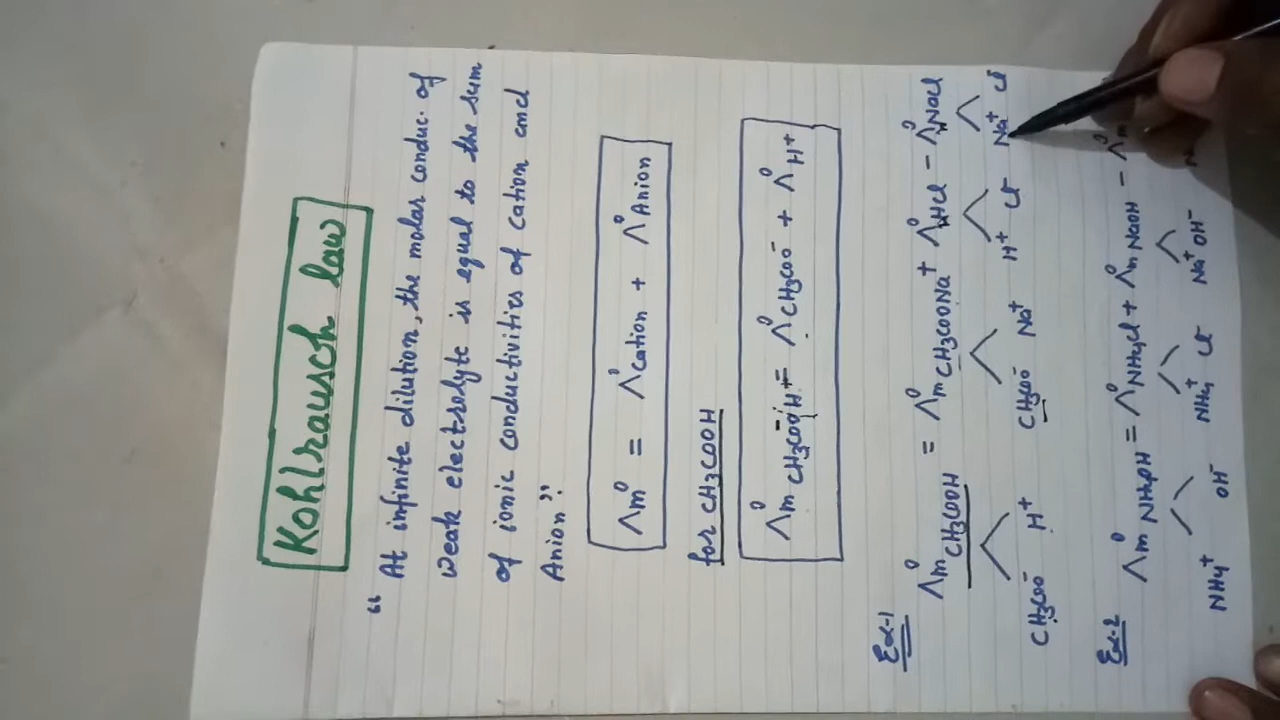 Kohlrausch law
“ At infinite dilution, the molar conduc. of
weak electrolyte is equal to the sum
of ionic conductivities of cation and
Anion”.
Λm° = Λ°Cation + Λ°Anion
for CH3COOH
Λ°m CH3COO⁻H⁺ = Λ°CH3COO⁻ + Λ°H⁺
Ex-1 Λ°m CH3COOH = Λ°m CH3COONa + Λ°m HCl − Λ°m NaCl
CH3COO⁻ H⁺ CH3COO⁻ Na⁺ H⁺ Cl⁻ Na⁺ Cl⁻
Ex-2 Λ°m NH4OH = Λ°NH4Cl + Λ°m NaOH − Λ°m
NH4⁺ OH⁻ NH4⁺ Cl⁻ Na⁺ OH⁻